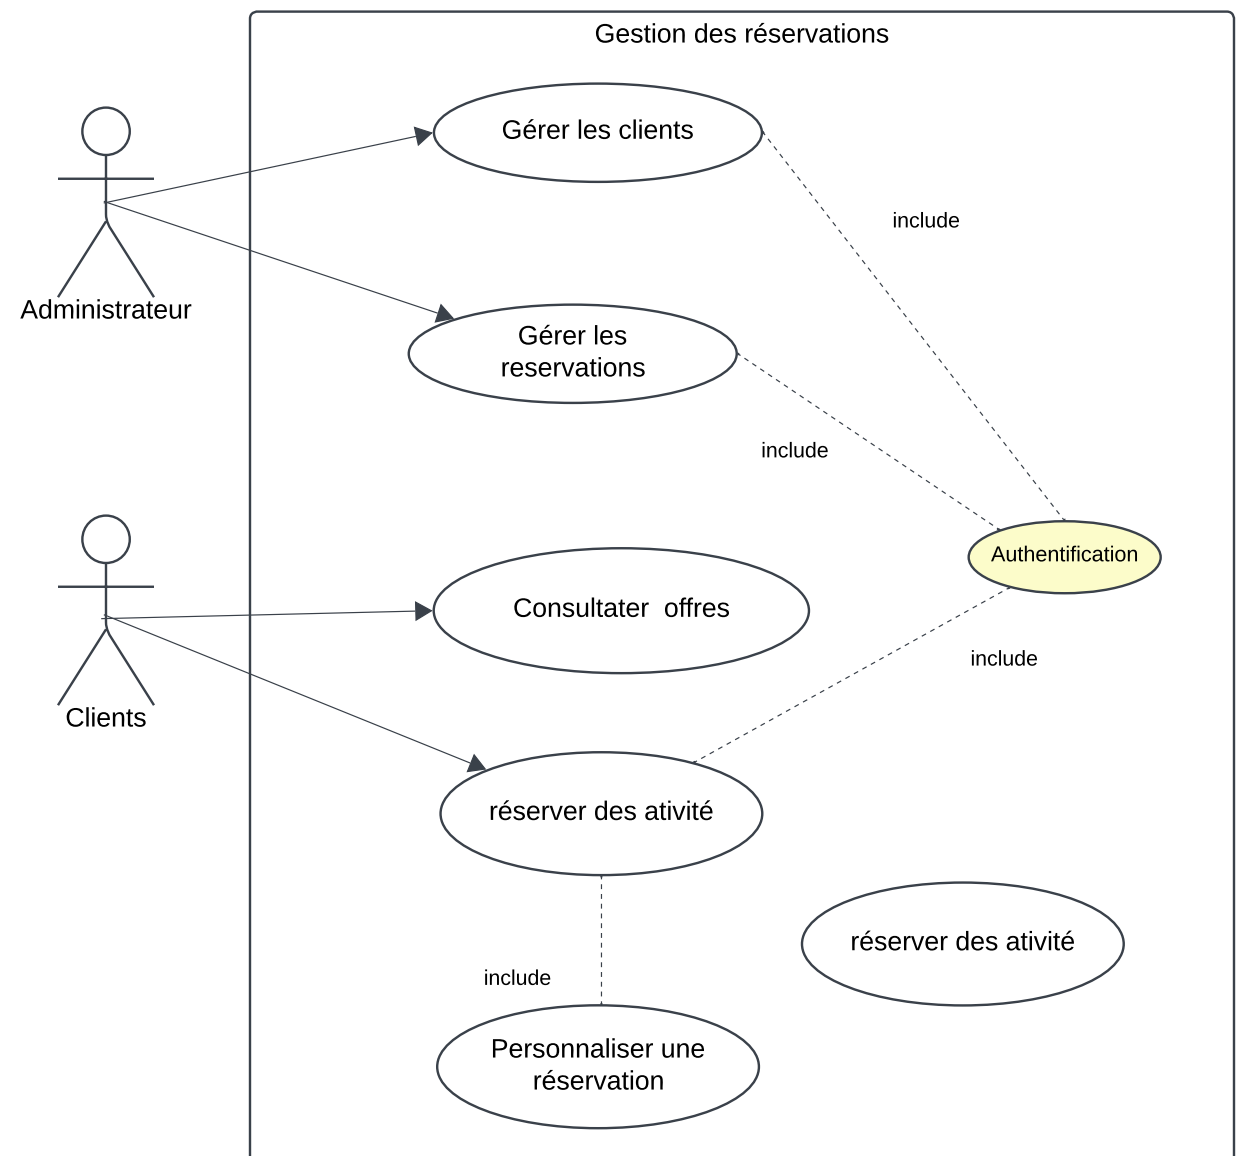 Gestion des réservations
Gérer les clients
include
Administrateur
Gérer les
reservations
include
Authentification
Consultater  offres
include
Clients
réserver des ativité
réserver des ativité
include
Personnaliser une
réservation